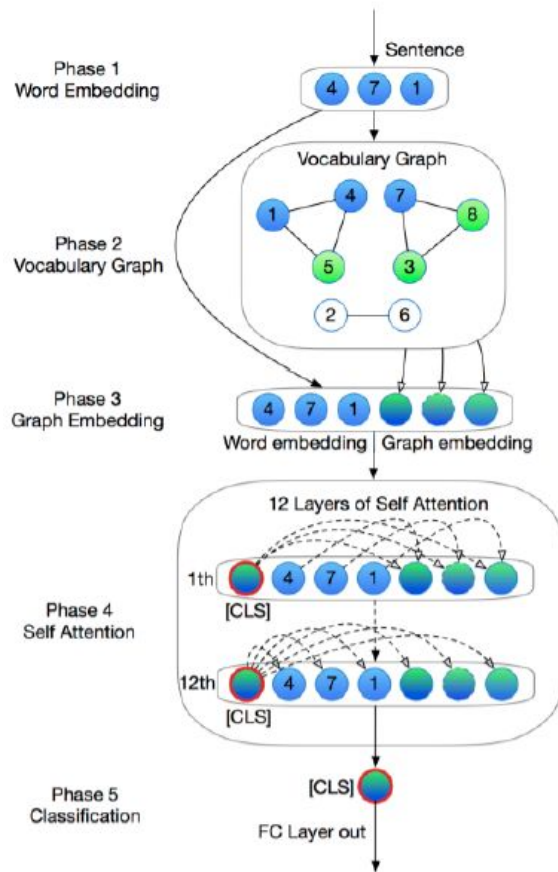 Sentence
Phase 1
Word Embedding
4 7 1
Vocabulary Graph
1 4 7 8
5 3
2 6
Phase 2
Vocabulary Graph
Phase 3
Graph Embedding
4 7 1
Word embedding Graph embedding
12 Layers of Self Attention
1th 4 7 1
[CLS]
Phase 4
Self Attention
12th 4 7 1
[CLS]
Phase 5
Classification
[CLS]
FC Layer out